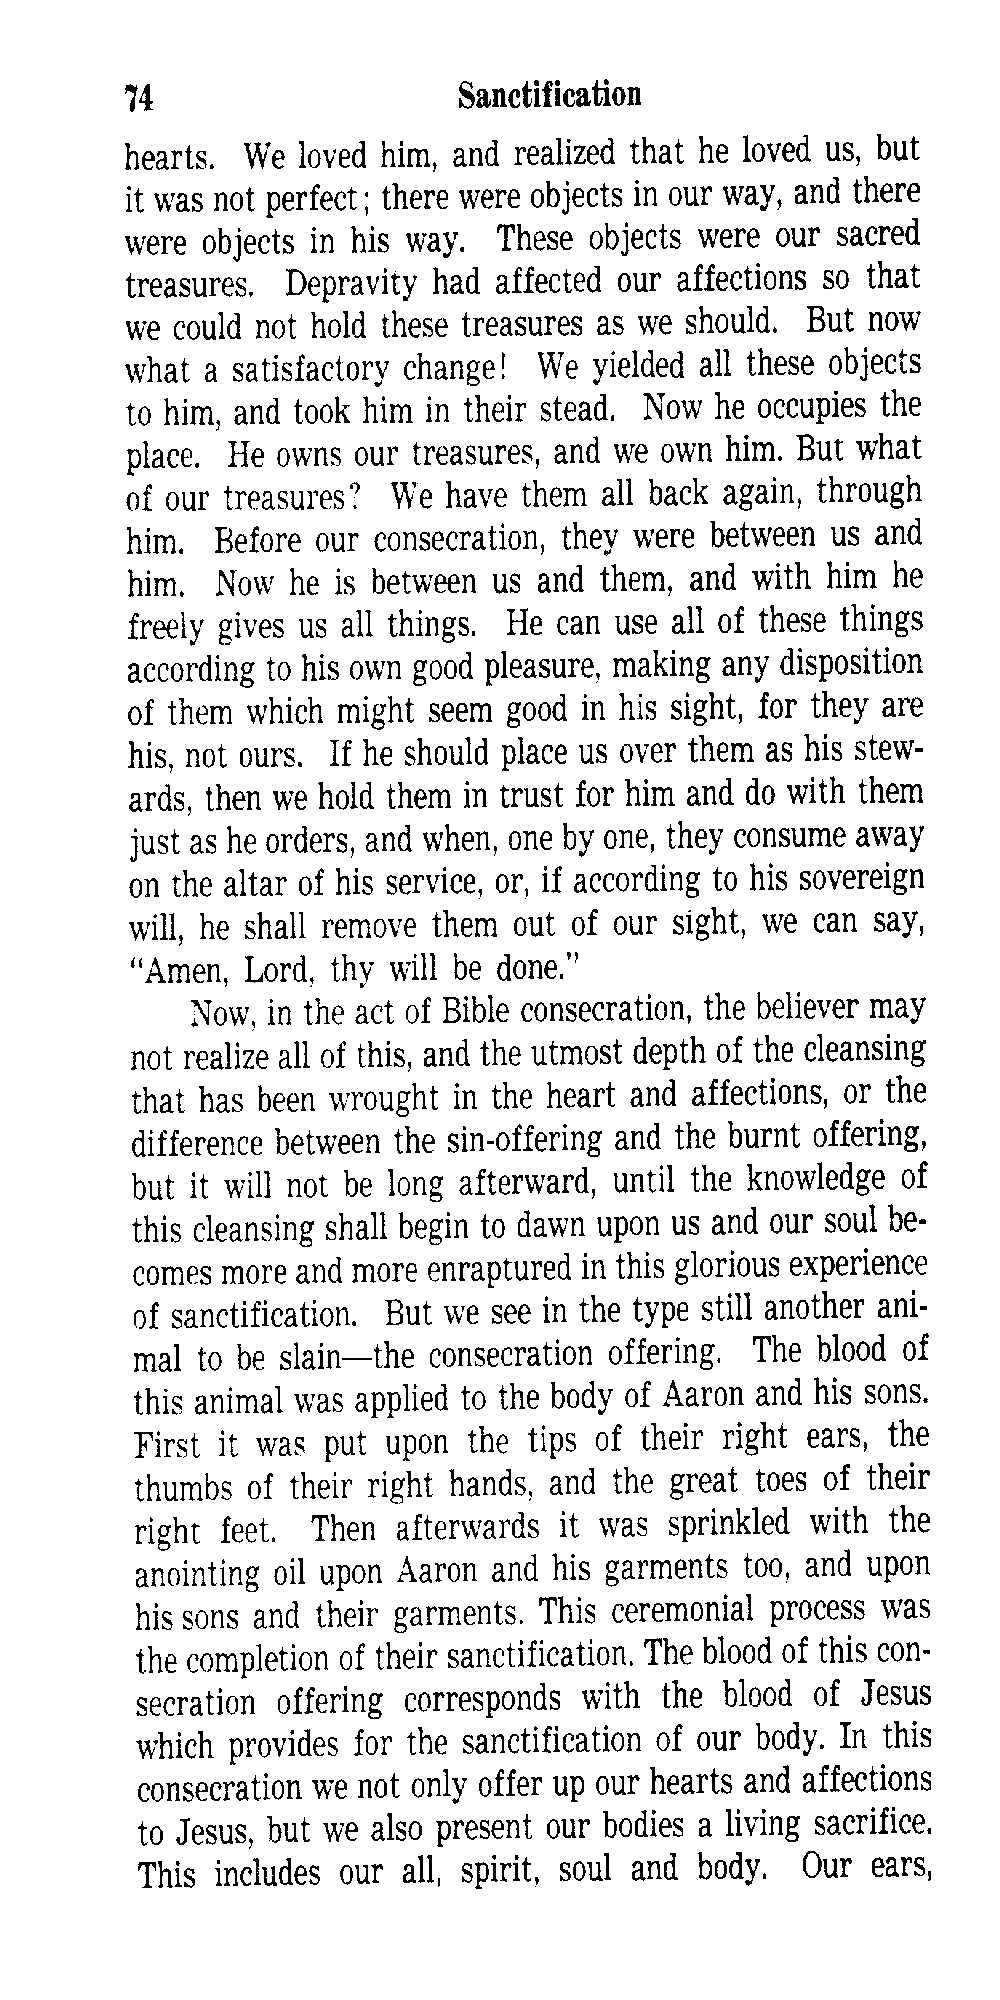 74 Sanctification
hearts. We loved him, and realized that he loved us, but
it was not perfect; there were objects in our way, and there
were objects in his way. These objects were our sacred
treasures. Depravity had affected our affections so that
we could not hold these treasures as we should. But now
what a satisfactory change! We yielded all these objects
to him, and took him in their stead. Now he occupies the
place. He owns our treasures, and we own him. But what
of our treasures? We have them all back again, through
him. Before our consecration, they were between us and
him. Now he is between us and them, and with him he
freely gives us all things. He can use all of these things
according to his own good pleasure, making any disposition
of them which might seem good in his sight, for they are
his, not ours. If he should place us over them as his stew-
ards, then we hold them in trust for him and do with them
just as he orders, and when, one by one, they consume away
on the altar of his service, or, if according to his sovereign
will, he shall remove them out of our sight, we can say,
“Amen, Lord, thy will be done.”
Now, in the act of Bible consecration, the believer may
not realize all of this, and the utmost depth of the cleansing
that has been wrought in the heart and affections, or the
difference between the sin-offering and the burnt offering,
but it will not be long afterward, until the knowledge of
this cleansing shall begin to dawn upon us and our soul be-
comes more and more enraptured in this glorious experience
of sanctification. But we see in the type still another ani-
mal to be slain—the consecration offering. The blood of
this animal was applied to the body of Aaron and his sons.
First it was put upon the tips of their right ears, the
thumbs of their right hands, and the great toes of their
right feet. Then afterwards it was sprinkled with the
anointing oil upon Aaron and his garments too, and upon
his sons and their garments. This ceremonial process was
the completion of their sanctification. The blood of this con-
secration offering corresponds with the blood of Jesus
which provides for the sanctification of our body. In this
consecration we not only offer up our hearts and affections
to Jesus, but we also present our bodies a living sacrifice.
This includes our all, spirit, soul and body. Our ears,